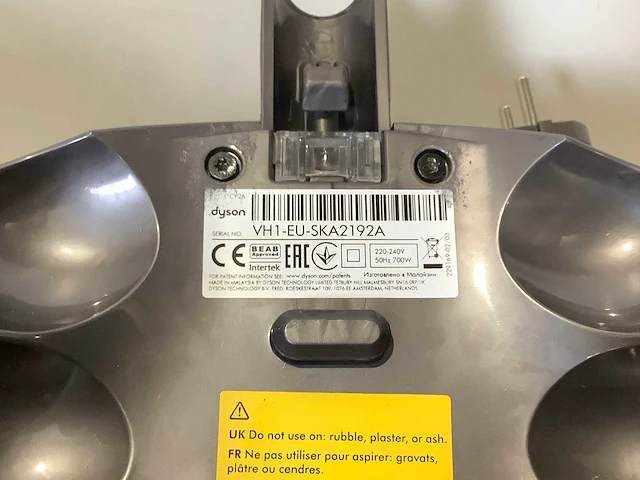 dyson
SERIAL NO. VH1-EU-SKA2192A
CE BEAB Approved Intertek EAC 220-240V 50Hz 700W
FOR PATENT INFORMATION SEE: www.dyson.com/patents Изготовлено в Малайзии
MADE IN MALAYSIA BY DYSON TECHNOLOGY LIMITED TETBURY HILL MALMESBURY SN16 0RP UK
DYSON TECHNOLOGY B.V. FRED. ROESKESTRAAT 109, 1076 EE AMSTERDAM, NETHERLANDS.
UK Do not use on: rubble, plaster, or ash.
FR Ne pas utiliser pour aspirer: gravats,
plâtre ou cendres.